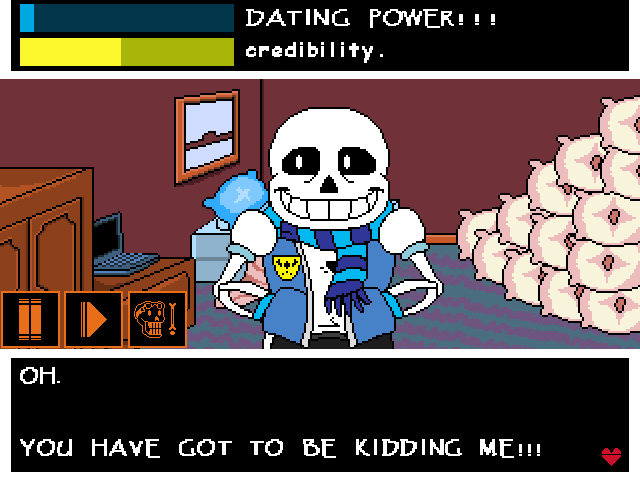 DATING POWER!!!
credibility.
OH.
YOU HAVE GOT TO BE KIDDING ME!!!